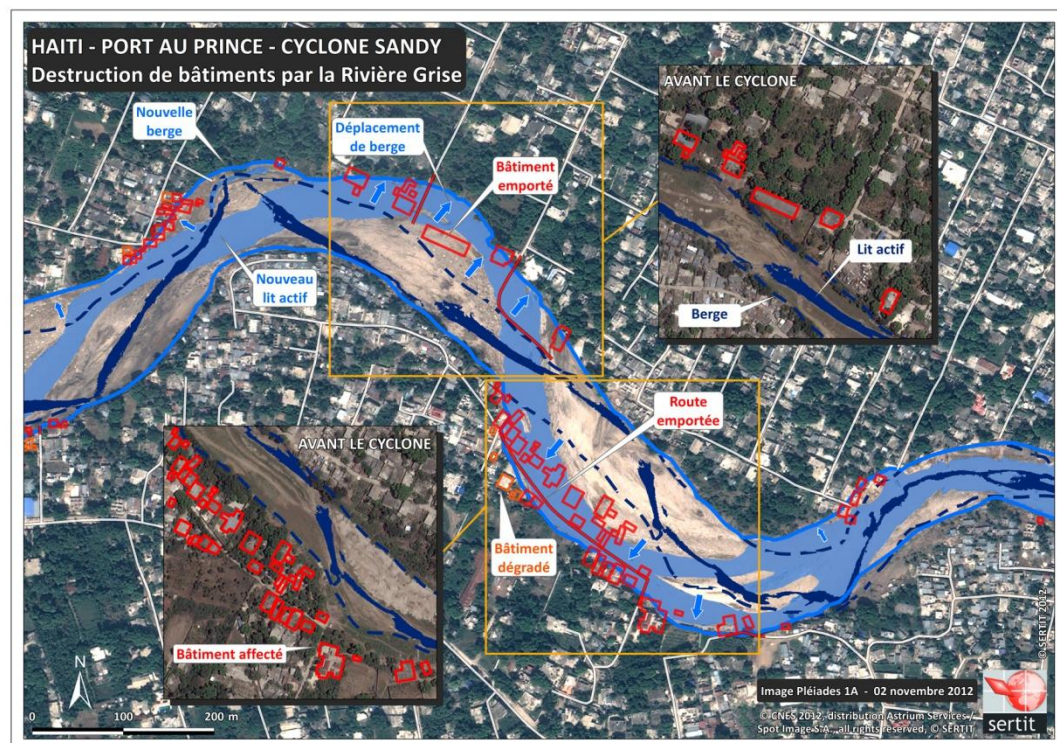 HAITI - PORT AU PRINCE - CYCLONE SANDY
Destruction de bâtiments par la Rivière Grise
AVANT LE CYCLONE
Nouvelle
berge
Déplacement
de berge
Bâtiment
emporté
Lit actif
Berge
Nouveau
lit actif
Route
emportée
AVANT LE CYCLONE
Bâtiment
dégradé
Bâtiment affecté
N
0 100 200 m
© SERTIT 2012
Image Pléiades 1A - 02 novembre 2012
© CNES 2012, distribution Astrium Services /
Spot Image S.A., all rights reserved, © SERTIT
sertit